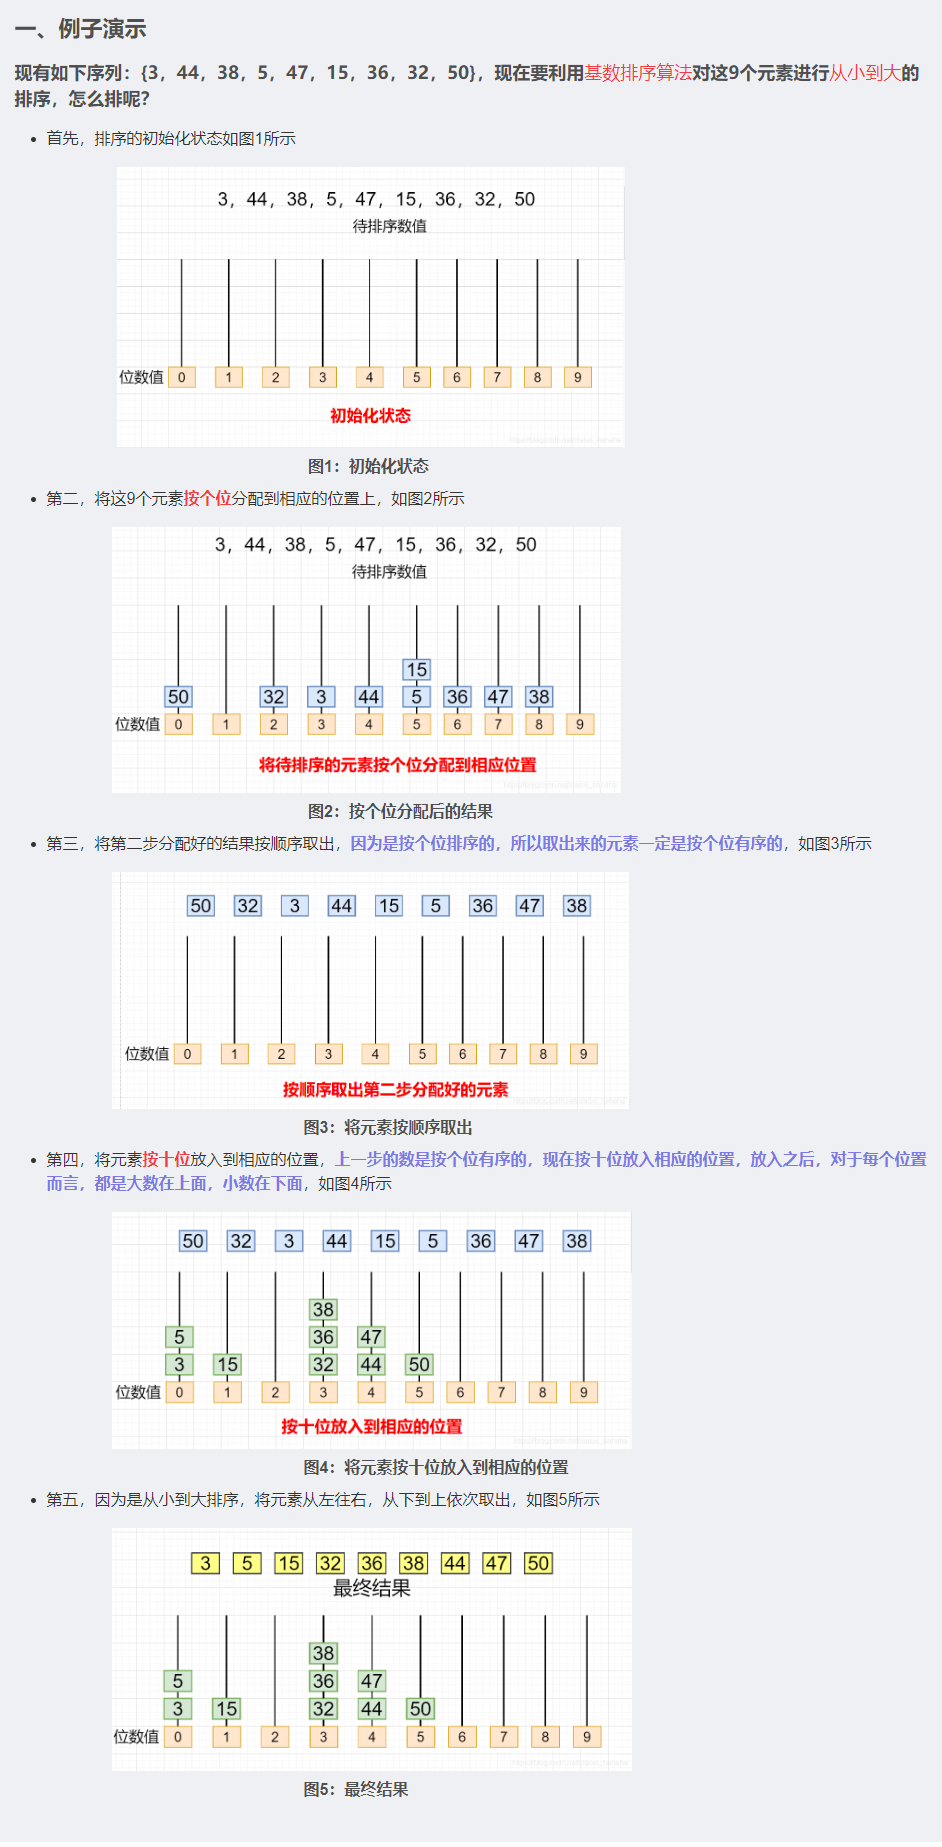 一、例子演示
现有如下序列：{3，44，38，5，47，15，36，32，50}，现在要利用基数排序算法对这9个元素进行从小到大的
排序，怎么排呢？
• 首先，排序的初始化状态如图1所示
3，44，38，5，47，15，36，32，50
待排序数值
位数值 0 1 2 3 4 5 6 7 8 9
初始化状态
图1：初始化状态
• 第二，将这9个元素按个位分配到相应的位置上，如图2所示
3，44，38，5，47，15，36，32，50
待排序数值
15
50 32 3 44 5 36 47 38
位数值 0 1 2 3 4 5 6 7 8 9
将待排序的元素按个位分配到相应位置
图2：按个位分配后的结果
• 第三，将第二步分配好的结果按顺序取出，因为是按个位排序的，所以取出来的元素一定是按个位有序的，如图3所示
50 32 3 44 15 5 36 47 38
位数值 0 1 2 3 4 5 6 7 8 9
按顺序取出第二步分配好的元素
图3：将元素按顺序取出
• 第四，将元素按十位放入到相应的位置，上一步的数是按个位有序的，现在按十位放入相应的位置，放入之后，对于每个位置
而言，都是大数在上面，小数在下面，如图4所示
50 32 3 44 15 5 36 47 38
38
5 36 47
3 15 32 44 50
位数值 0 1 2 3 4 5 6 7 8 9
按十位放入到相应的位置
图4：将元素按十位放入到相应的位置
• 第五，因为是从小到大排序，将元素从左往右，从下到上依次取出，如图5所示
3 5 15 32 36 38 44 47 50
最终结果
38
5 36 47
3 15 32 44 50
位数值 0 1 2 3 4 5 6 7 8 9
图5：最终结果